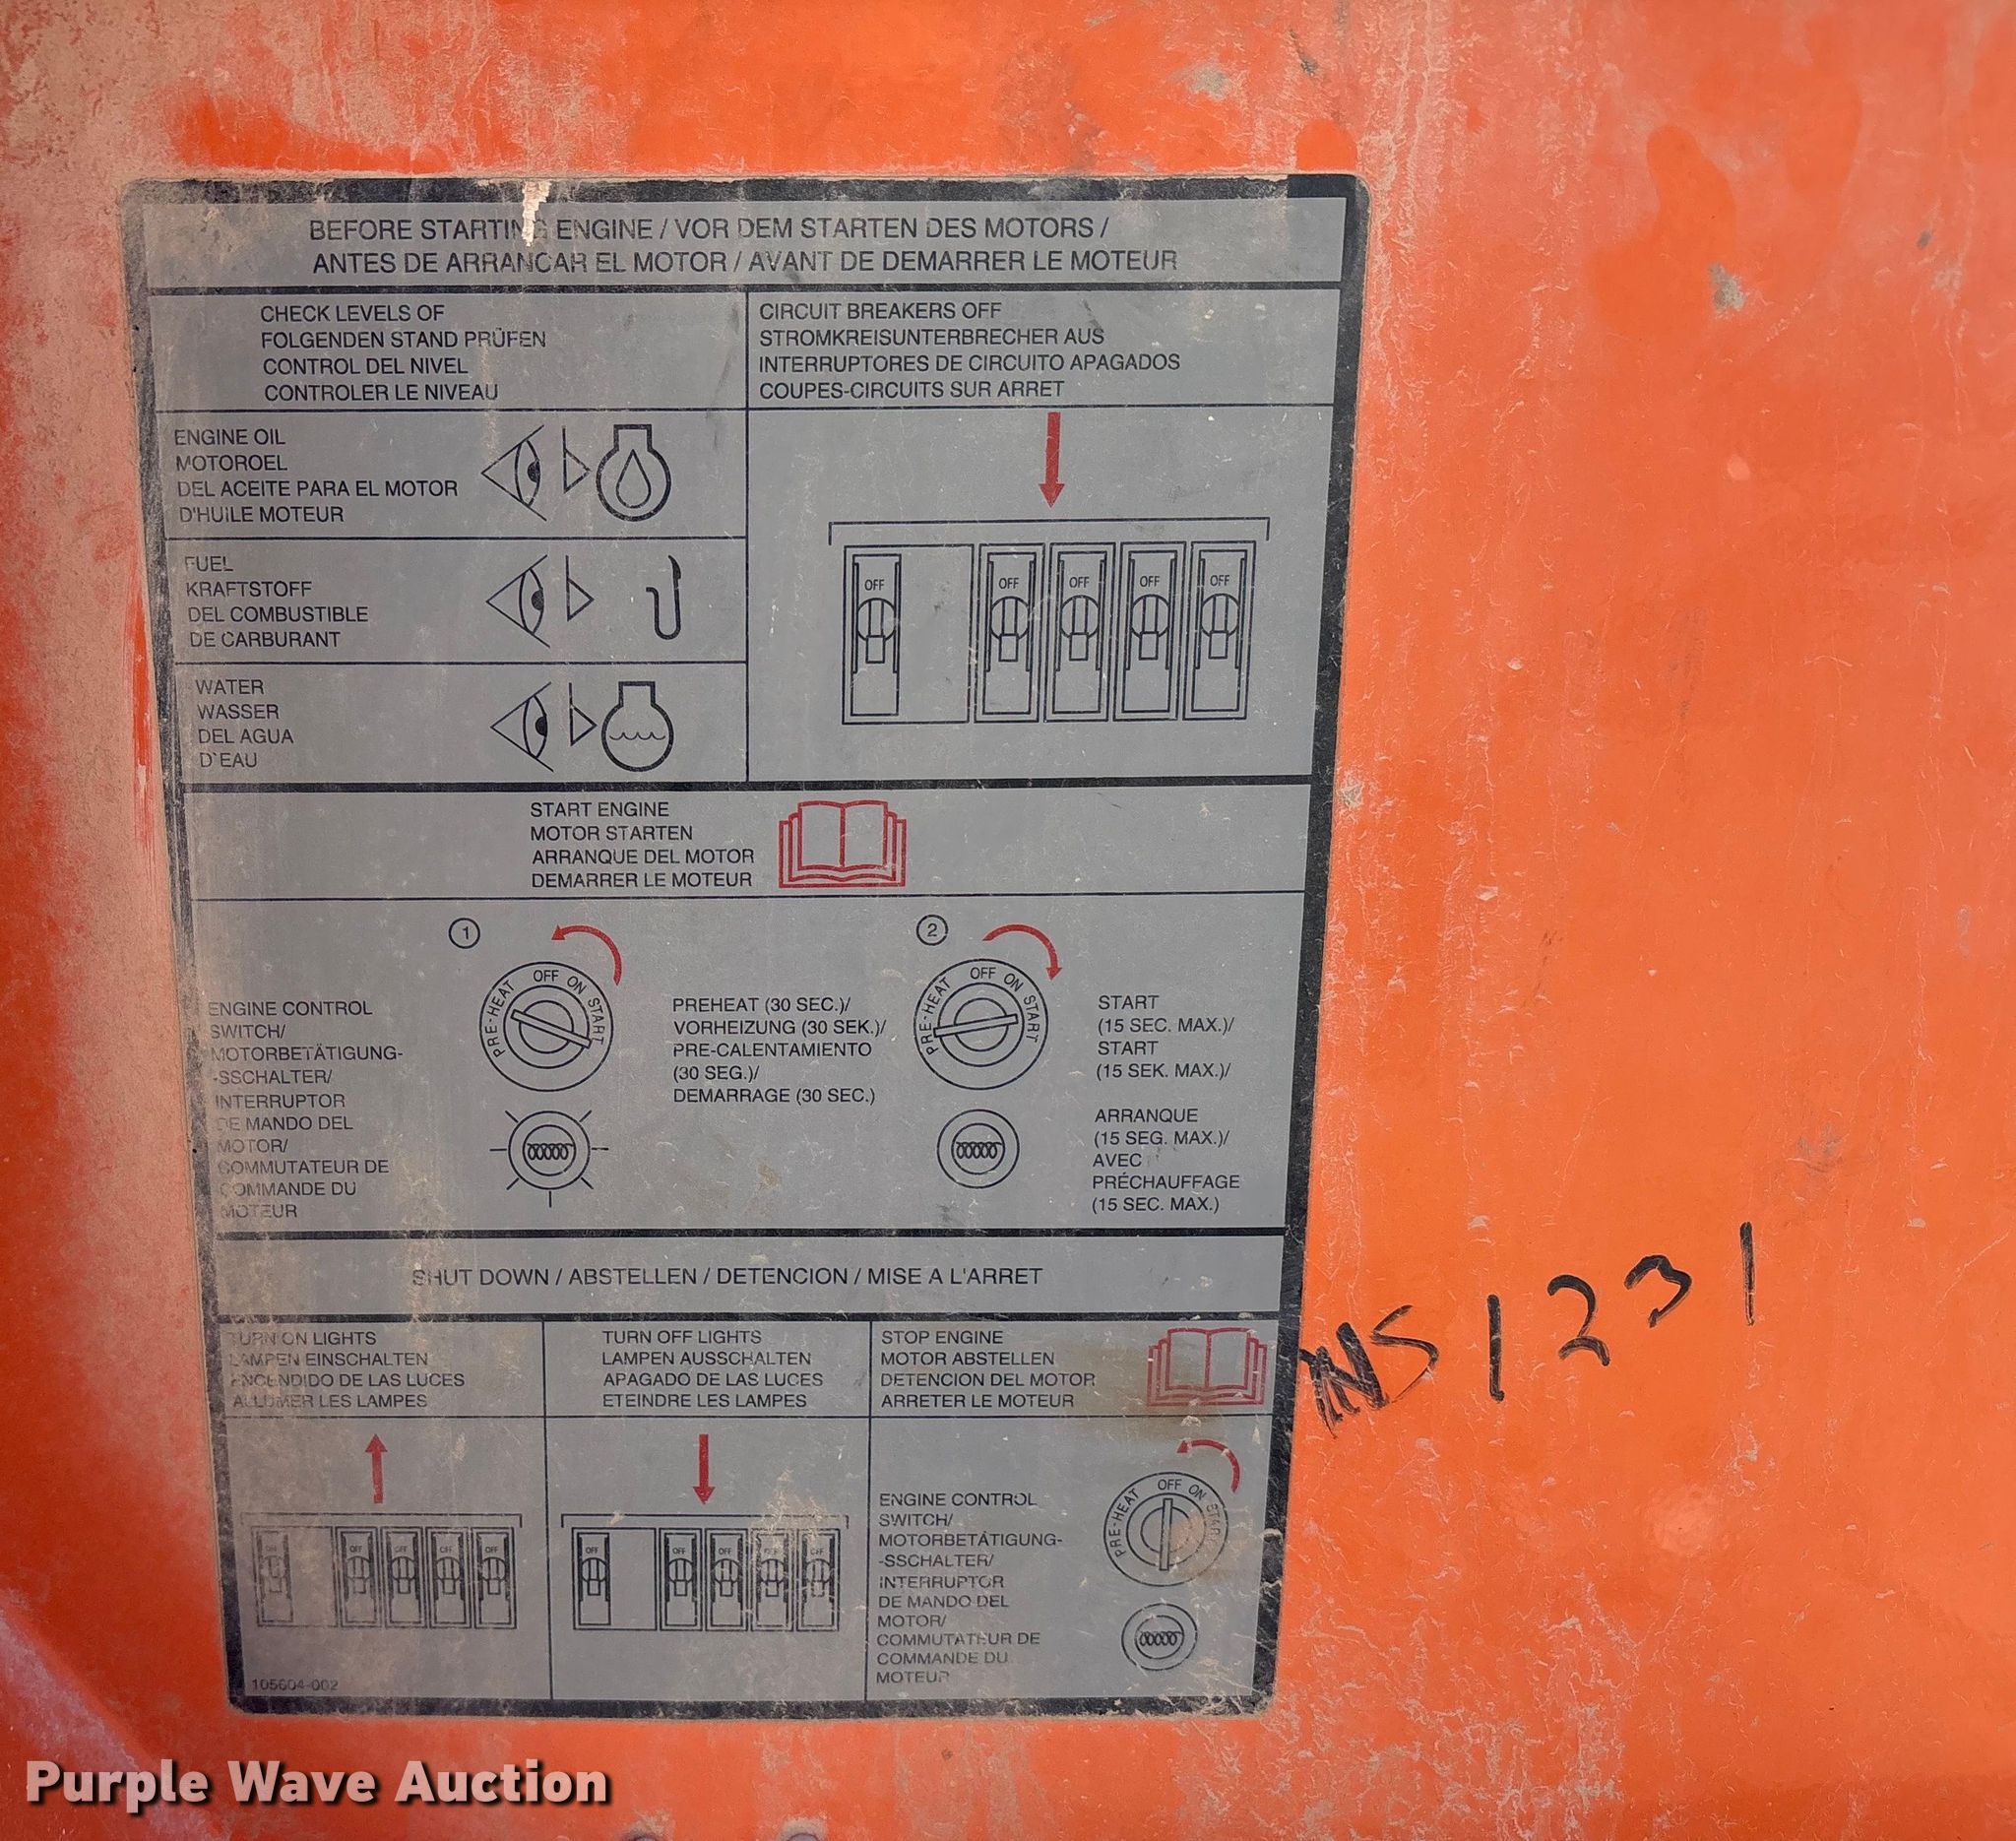 BEFORE STARTING ENGINE / VOR DEM STARTEN DES MOTORS /
ANTES DE ARRANCAR EL MOTOR / AVANT DE DEMARRER LE MOTEUR
CHECK LEVELS OF
FOLGENDEN STAND PRÜFEN
CONTROL DEL NIVEL
CONTROLER LE NIVEAU
CIRCUIT BREAKERS OFF
STROMKREISUNTERBRECHER AUS
INTERRUPTORES DE CIRCUITO APAGADOS
COUPES-CIRCUITS SUR ARRET
ENGINE OIL
MOTOROEL
DEL ACEITE PARA EL MOTOR
D'HUILE MOTEUR
FUEL
KRAFTSTOFF
DEL COMBUSTIBLE
DE CARBURANT
WATER
WASSER
DEL AGUA
D`EAU
OFF OFF OFF OFF OFF
START ENGINE
MOTOR STARTEN
ARRANQUE DEL MOTOR
DEMARRER LE MOTEUR
ENGINE CONTROL
SWITCH/
MOTORBETÄTIGUNG-
-SSCHALTER/
INTERRUPTOR
DE MANDO DEL
MOTOR/
COMMUTATEUR DE
COMMANDE DU
MOTEUR
1
PRE-HEAT OFF ON START
PREHEAT (30 SEC.)/
VORHEIZUNG (30 SEK.)/
PRE-CALENTAMIENTO
(30 SEG.)/
DEMARRAGE (30 SEC.)
2
PRE-HEAT OFF ON START
START
(15 SEC. MAX.)/
START
(15 SEK. MAX.)/
ARRANQUE
(15 SEG. MAX.)/
AVEC
PRÉCHAUFFAGE
(15 SEC. MAX.)
SHUT DOWN / ABSTELLEN / DETENCION / MISE A L'ARRET
TURN ON LIGHTS
LAMPEN EINSCHALTEN
ENCENDIDO DE LAS LUCES
ALLUMER LES LAMPES
OFF OFF OFF OFF OFF
TURN OFF LIGHTS
LAMPEN AUSSCHALTEN
APAGADO DE LAS LUCES
ETEINDRE LES LAMPES
OFF OFF OFF OFF OFF
STOP ENGINE
MOTOR ABSTELLEN
DETENCION DEL MOTOR
ARRETER LE MOTEUR
ENGINE CONTROL
SWITCH/
MOTORBETÄTIGUNG-
-SSCHALTER/
INTERRUPTOR
DE MANDO DEL
MOTOR/
COMMUTATEUR DE
COMMANDE DU
MOTEUR
PRE-HEAT OFF ON START
105604-002
1231
Purple Wave Auction